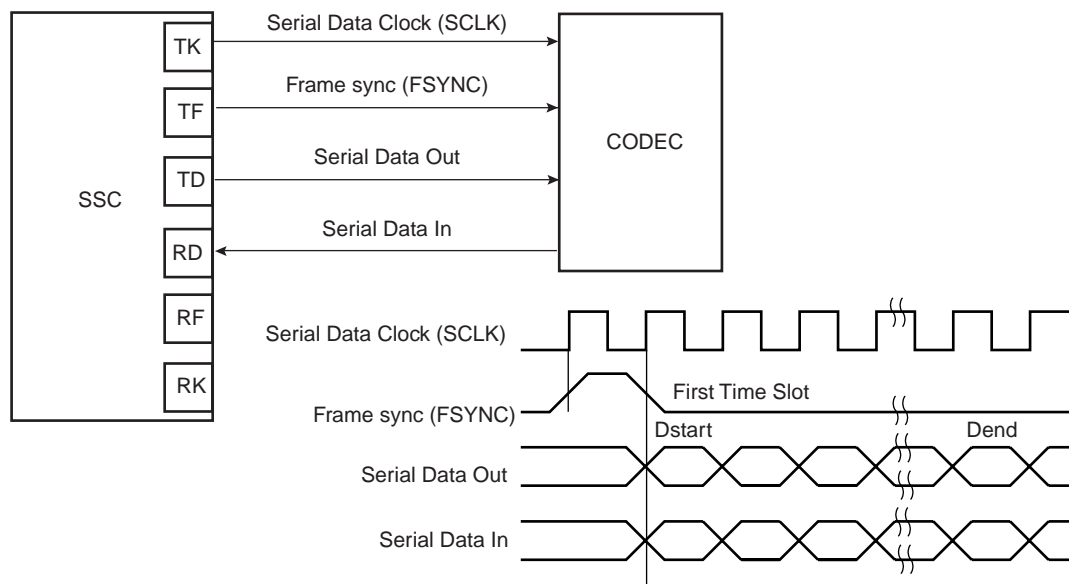 TK
Serial Data Clock (SCLK)
TF
Frame sync (FSYNC)
CODEC
TD
Serial Data Out
SSC
RD
Serial Data In
RF
RK
Serial Data Clock (SCLK)
Frame sync (FSYNC)
First Time Slot
Dstart
Dend
Serial Data Out
Serial Data In